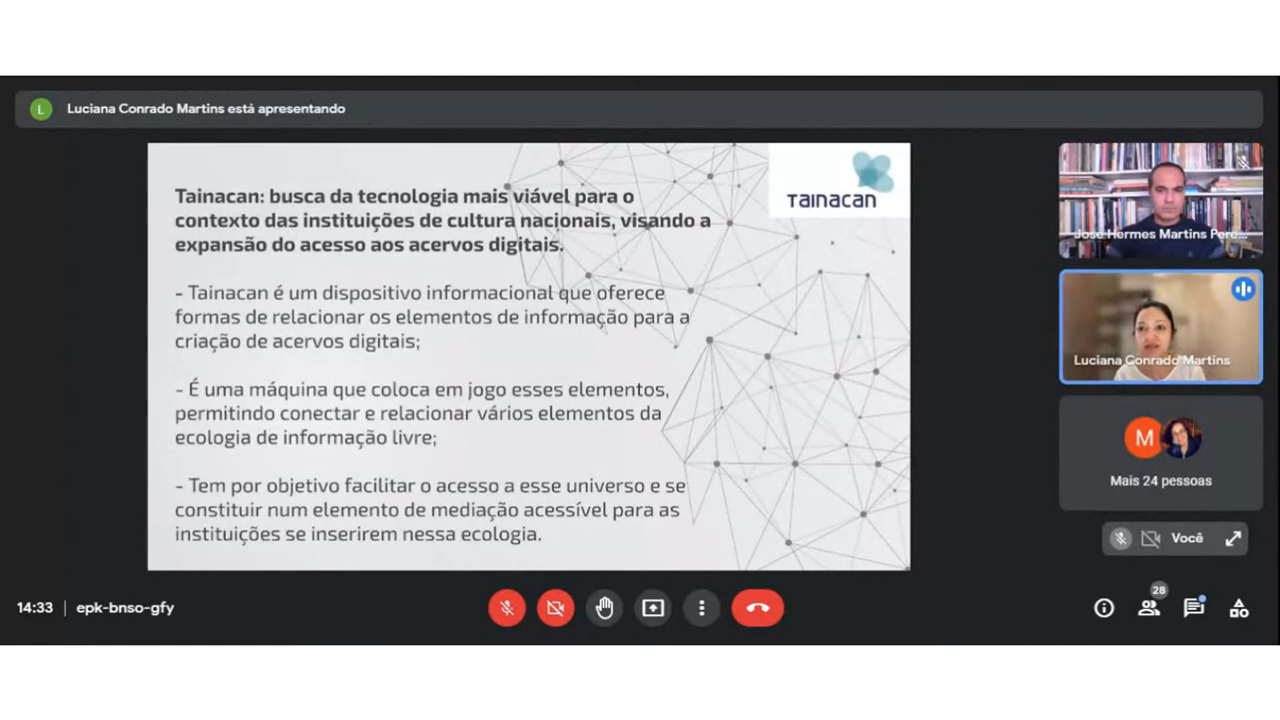 L
Luciana Conrado Martins está apresentando
Tainacan: busca da tecnologia mais viável para o
contexto das instituições de cultura nacionais, visando a
expansão do acesso aos acervos digitais.
TAINACAN
- Tainacan é um dispositivo informacional que oferece
formas de relacionar os elementos de informação para a
criação de acervos digitais;
- É uma máquina que coloca em jogo esses elementos,
permitindo conectar e relacionar vários elementos da
ecologia de informação livre;
- Tem por objetivo facilitar o acesso a esse universo e se
constituir num elemento de mediação acessível para as
instituições se inserirem nessa ecologia.
José Hermes Martins Pere...
Luciana Conrado Martins
M
Mais 24 pessoas
Você
14:33 | epk-bnso-gfy
28